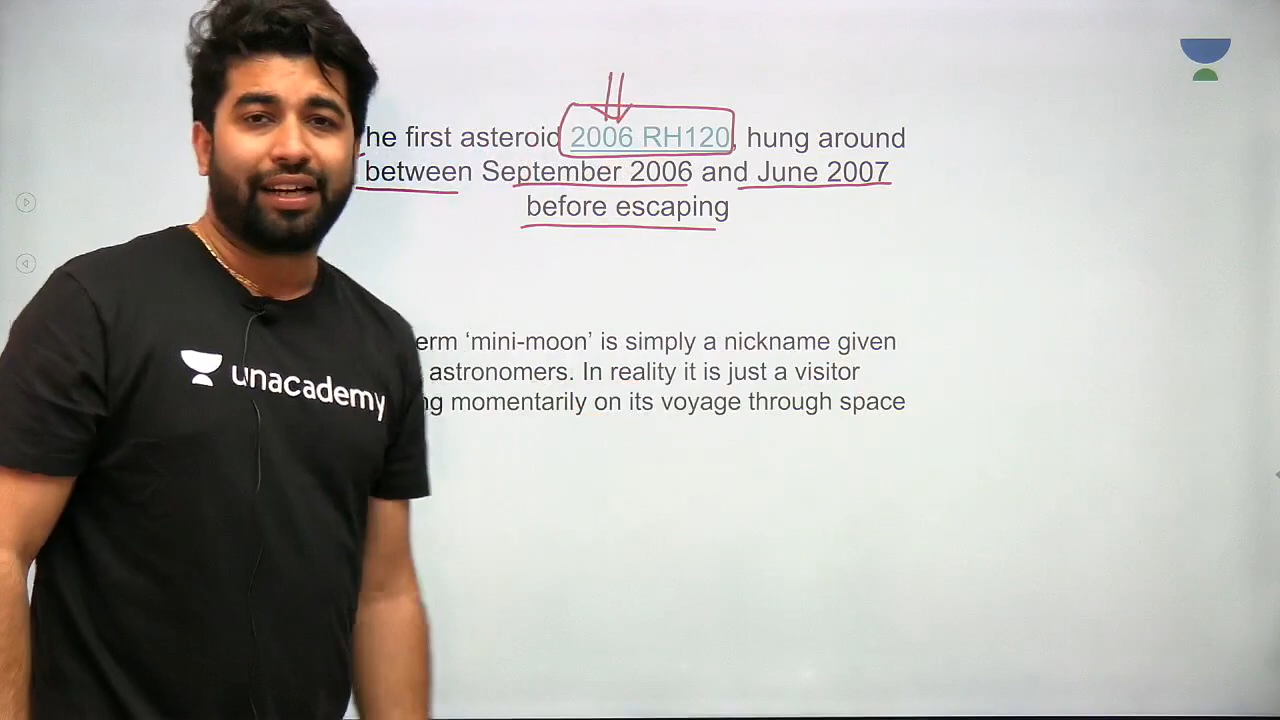 he first asteroid 2006 RH120, hung around
between September 2006 and June 2007
before escaping
erm ‘mini-moon’ is simply a nickname given
astronomers. In reality it is just a visitor
ng momentarily on its voyage through space
unacademy